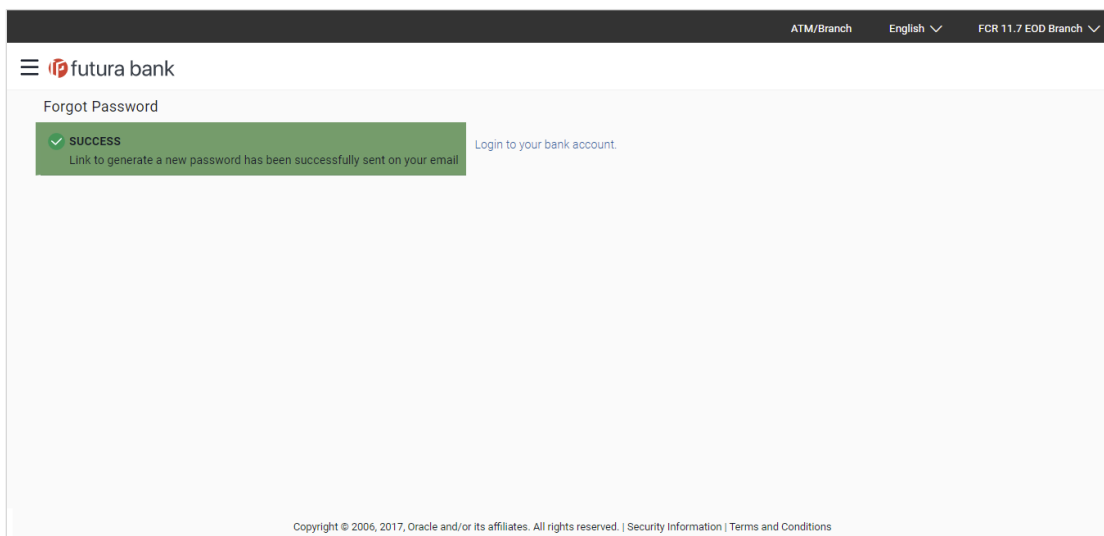 ATM/Branch English FCR 11.7 EOD Branch
futura bank
Forgot Password
SUCCESS
Link to generate a new password has been successfully sent on your email
Login to your bank account.
Copyright © 2006, 2017, Oracle and/or its affiliates. All rights reserved. | Security Information | Terms and Conditions